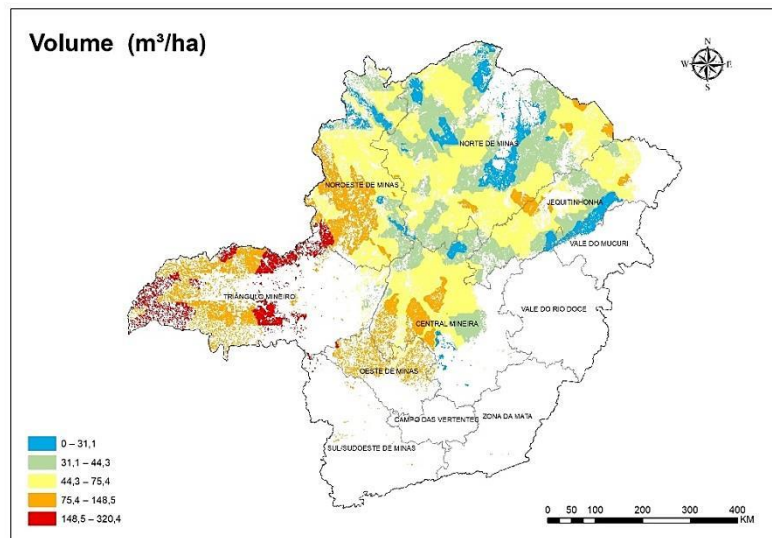 Volume (m³/ha)
N
W E
S
NORTE DE MINAS
NOROESTE DE MINAS
JEQUITINHONHA
VALE DO MUCURI
TRIÂNGULO MINEIRO
VALE DO RIO DOCE
CENTRAL MINEIRA
OESTE DE MINAS
CAMPO DAS VERTENTES
ZONA DA MATA
SUL/SUDOESTE DE MINAS
0 – 31,1
31,1 – 44,3
44,3 – 75,4
75,4 – 148,5
148,5 – 320,4
0 50 100 200 300 400
KM